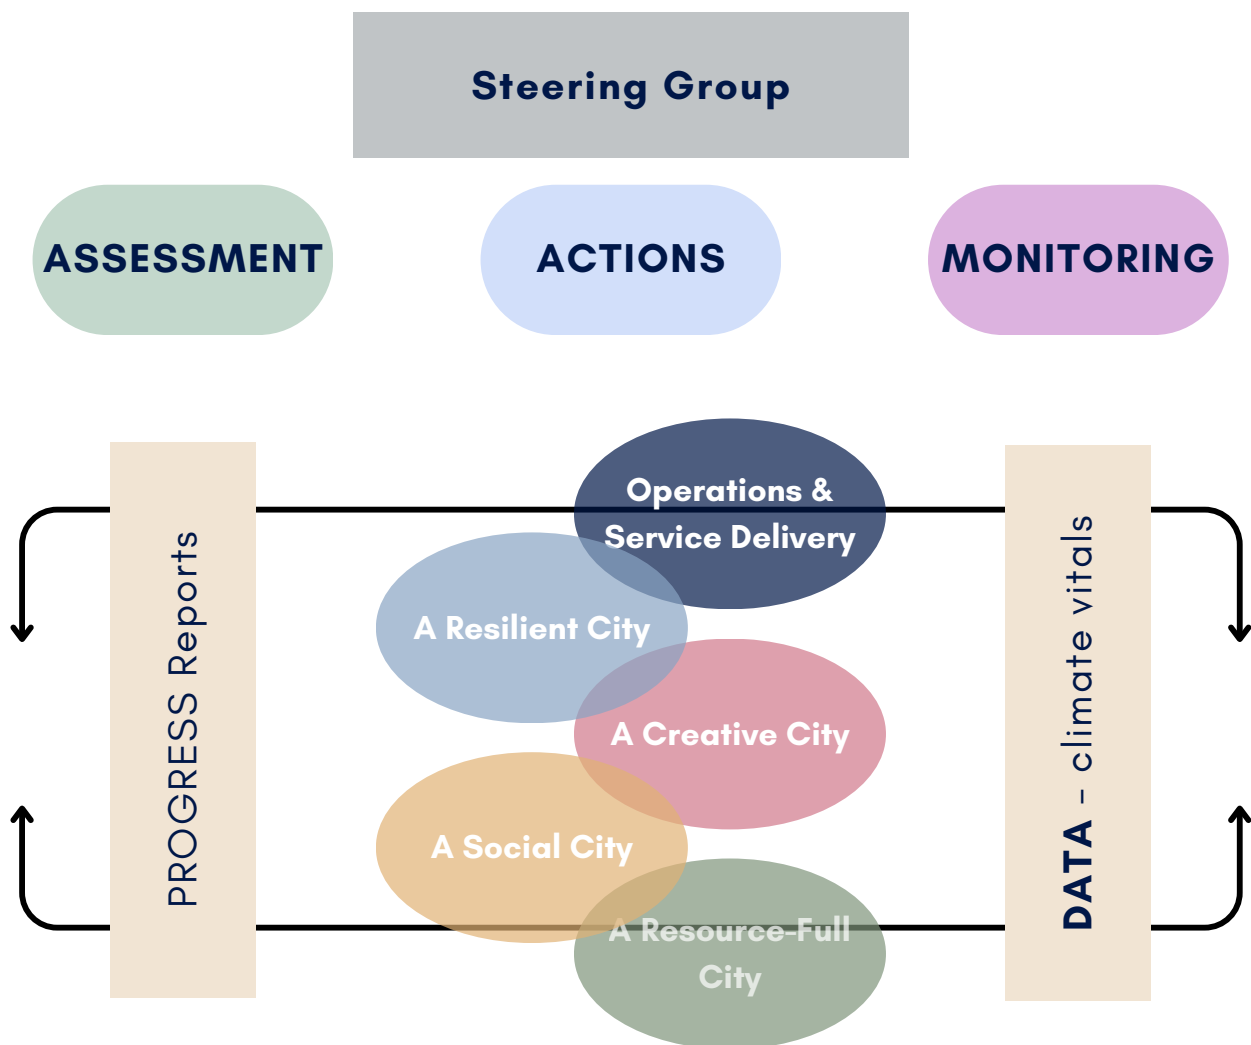 Steering Group
ASSESSMENT
ACTIONS
MONITORING
PROGRESS Reports
Operations &
Service Delivery
A Resilient City
A Creative City
A Social City
A Resource-Full
City
DATA - climate vitals